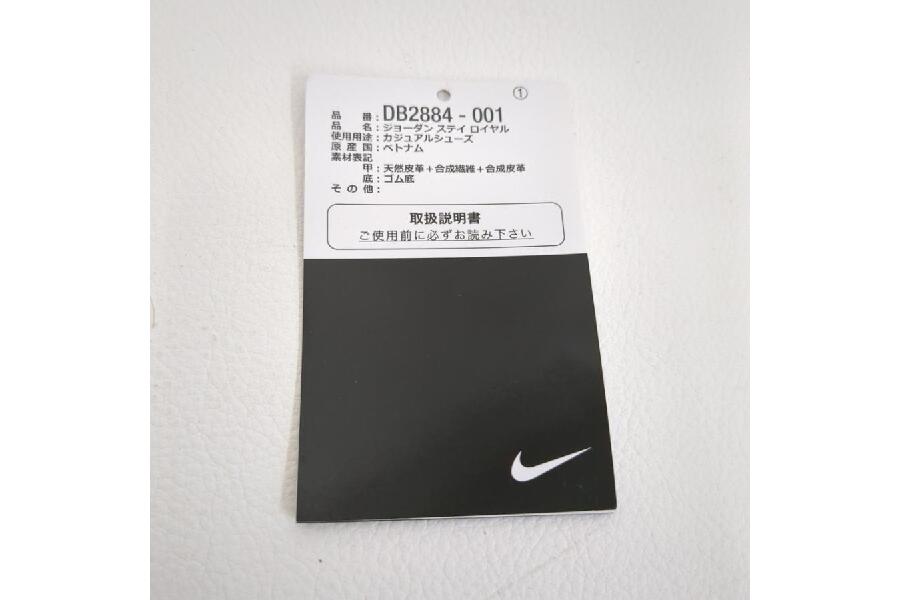 ①
品番:DB2884-001
品名:ジョーダン ステイ ロイヤル
使用用途:カジュアルシューズ
原産国:ベトナム
素材表記
甲:天然皮革+合成繊維+合成皮革
底:ゴム底
その他:
取扱説明書
ご使用前に必ずお読み下さい